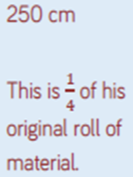 250 cm
This is 1/4 of his
original roll of
material.